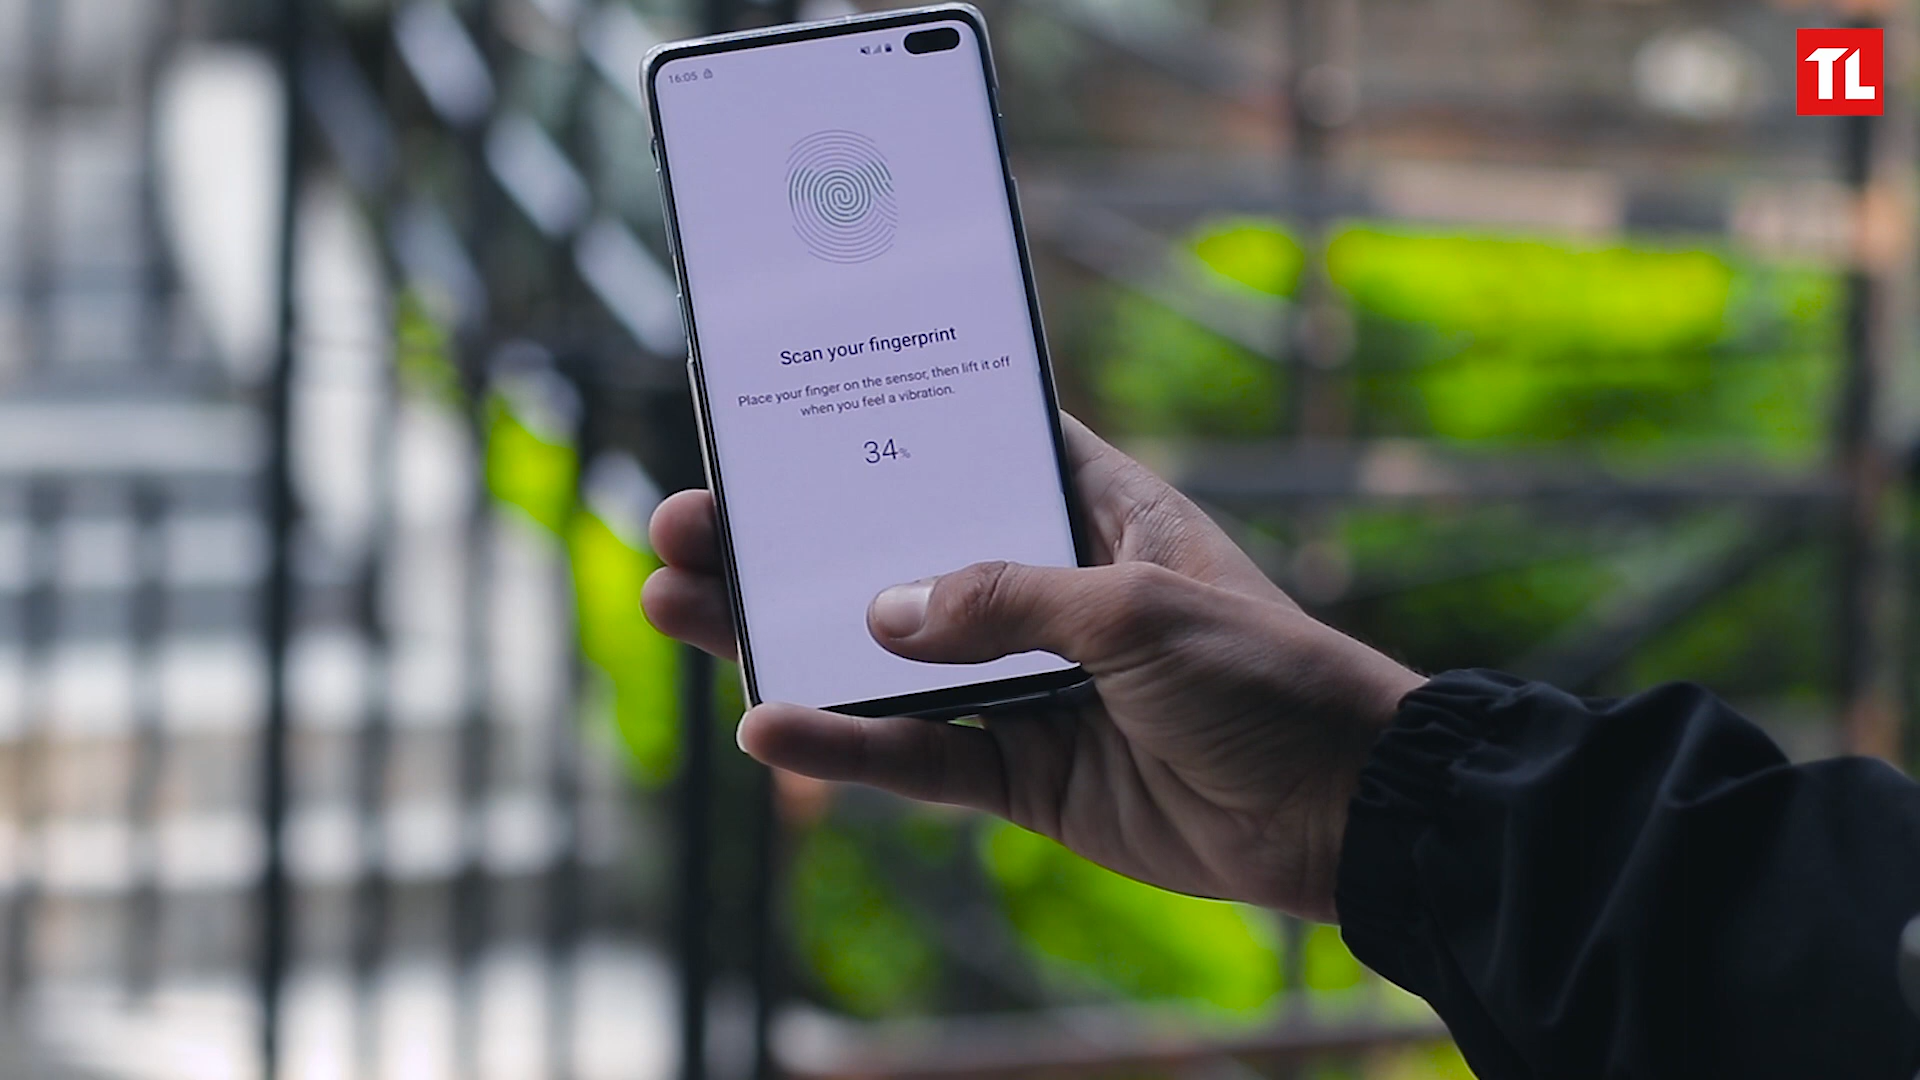 TL
16:05
Scan your fingerprint
Place your finger on the sensor, then lift it off
when you feel a vibration.
34%